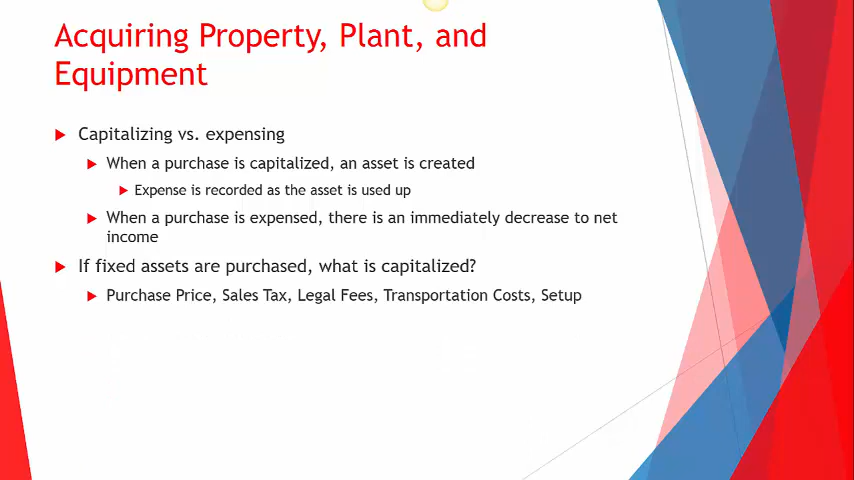 Acquiring Property, Plant, and
Equipment
Capitalizing vs. expensing
When a purchase is capitalized, an asset is created
Expense is recorded as the asset is used up
When a purchase is expensed, there is an immediately decrease to net
income
If fixed assets are purchased, what is capitalized?
Purchase Price, Sales Tax, Legal Fees, Transportation Costs, Setup